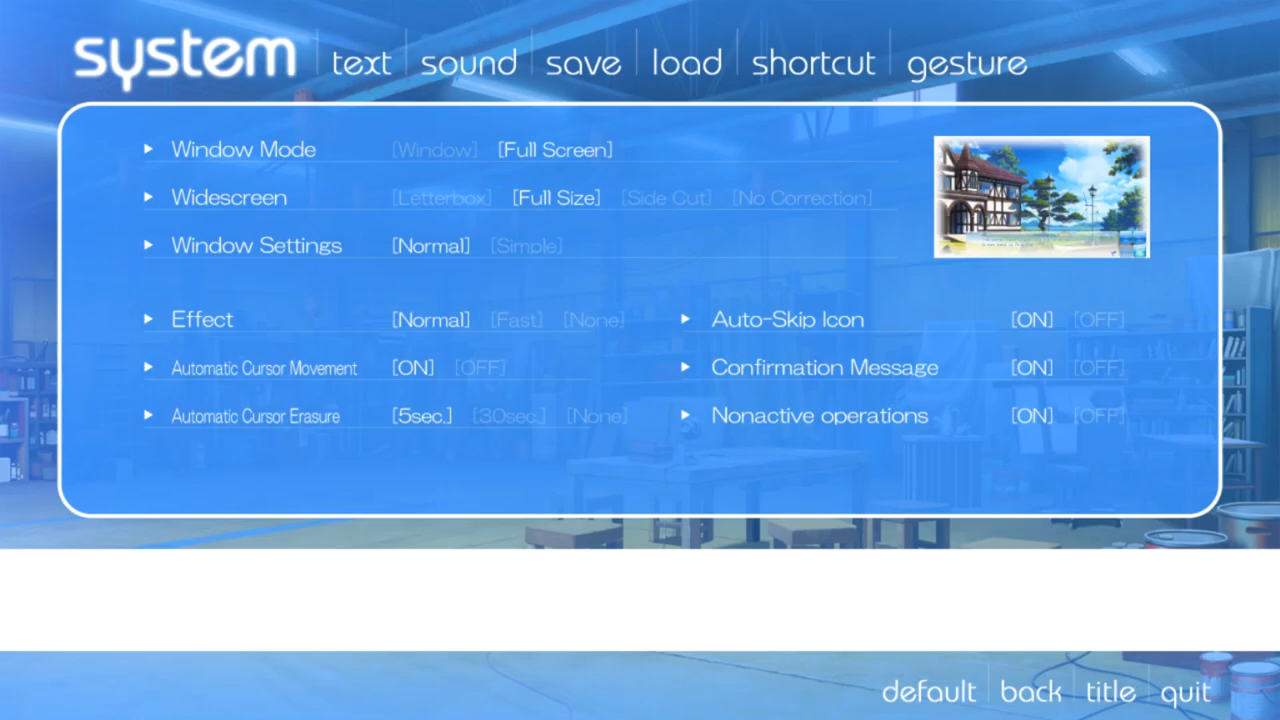 system text sound save load shortcut gesture
Window Mode [Window] [Full Screen]
Widescreen [Letterbox] [Full Size] [Side Cut] [No Correction]
Window Settings [Normal] [Simple]
Effect [Normal] [Fast] [None] Auto-Skip Icon [ON] [OFF]
Automatic Cursor Movement [ON] [OFF] Confirmation Message [ON] [OFF]
Automatic Cursor Erasure [5sec.] [30sec.] [None] Nonactive operations [ON] [OFF]
default back title quit